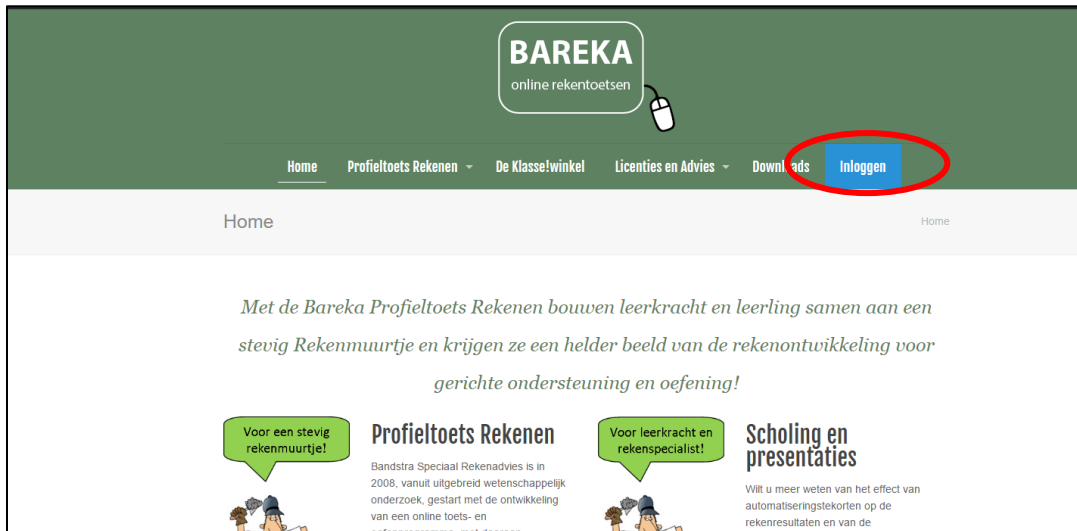 BAREKA
online rekentoetsen
Home Profieltoets Rekenen De Klasse!winkel Licenties en Advies Downloads Inloggen
Home Home
Met de Bareka Profieltoets Rekenen bouwen leerkracht en leerling samen aan een
stevig Rekenmuurtje en krijgen ze een helder beeld van de rekenontwikkeling voor
gerichte ondersteuning en oefening!
Voor een stevig
rekenmuurtje!
Profieltoets Rekenen
Bandstra Speciaal Rekenadvies is in
2008, vanuit uitgebreid wetenschappelijk
onderzoek, gestart met de ontwikkeling
van een online toets- en
Voor leerkracht en
rekenspecialist!
Scholing en
presentaties
Wilt u meer weten van het effect van
automatiseringstekorten op de
rekenresultaten en van de